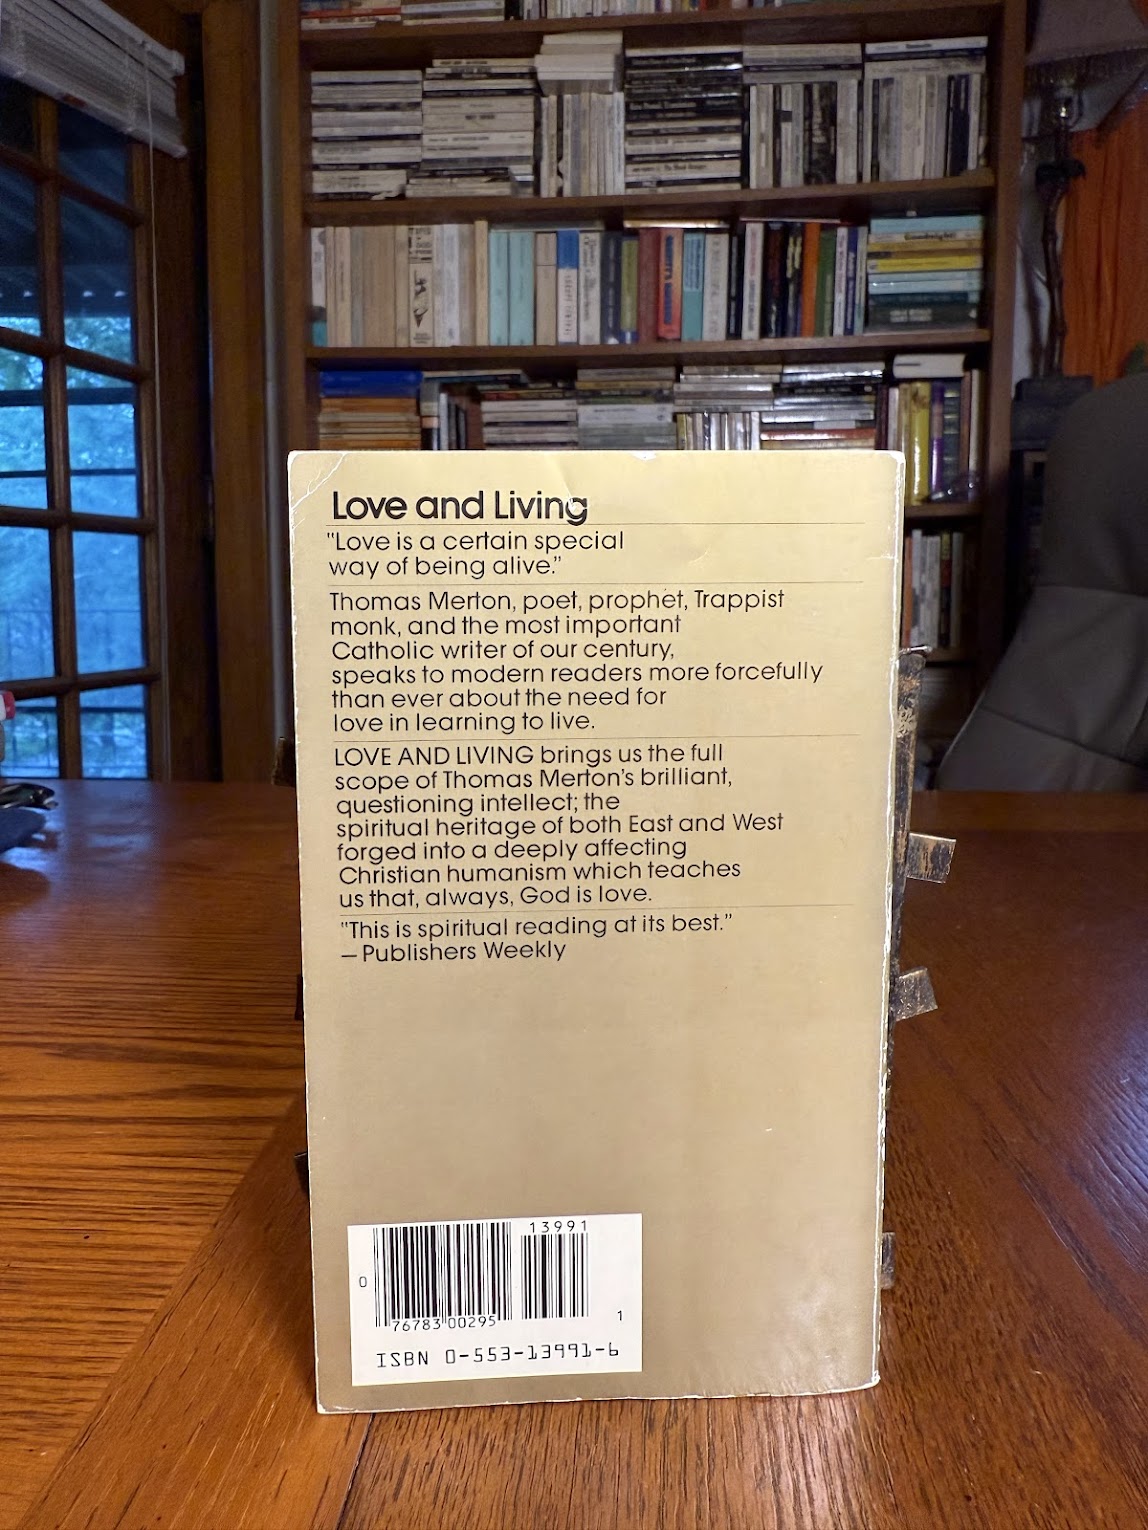 Love and Living
"Love is a certain special
way of being alive."
Thomas Merton, poet, prophet, Trappist
monk, and the most important
Catholic writer of our century,
speaks to modern readers more forcefully
than ever about the need for
love in learning to live.
LOVE AND LIVING brings us the full
scope of Thomas Merton's brilliant,
questioning intellect; the
spiritual heritage of both East and West
forged into a deeply affecting
Christian humanism which teaches
us that, always, God is love.
"This is spiritual reading at its best."
— Publishers Weekly
13991
0
76783 00295
1
ISBN 0-553-13991-6